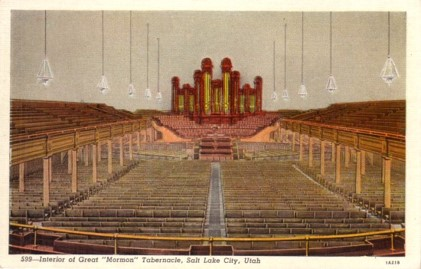 599—Interior of Great "Mormon" Tabernacle, Salt Lake City, Utah